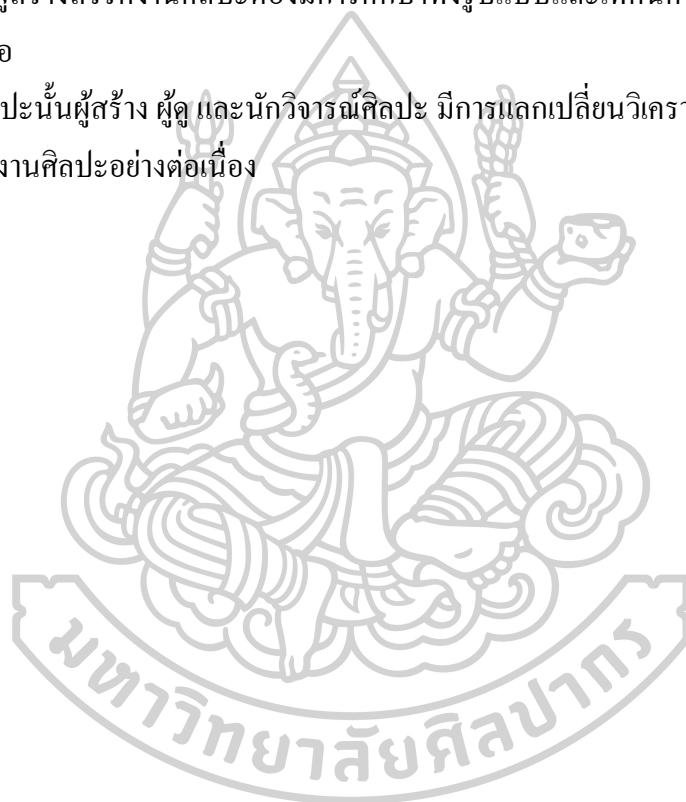 อ
ปะนั้นผู้สร้าง ผู้ดู และนักวิจารณ์ศิลปะ มีการแลกเปลี่ยนวิเครา
งานศิลปะอย่างต่อเนื่อง
มหาวิทยาลัยศิลปากร